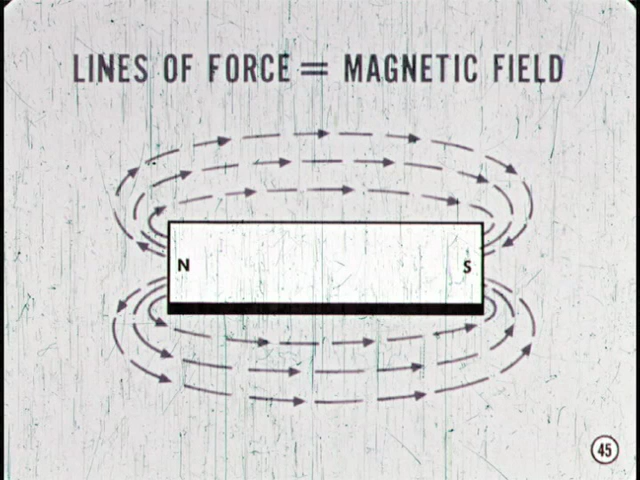 LINES OF FORCE = MAGNETIC FIELD
N S
45